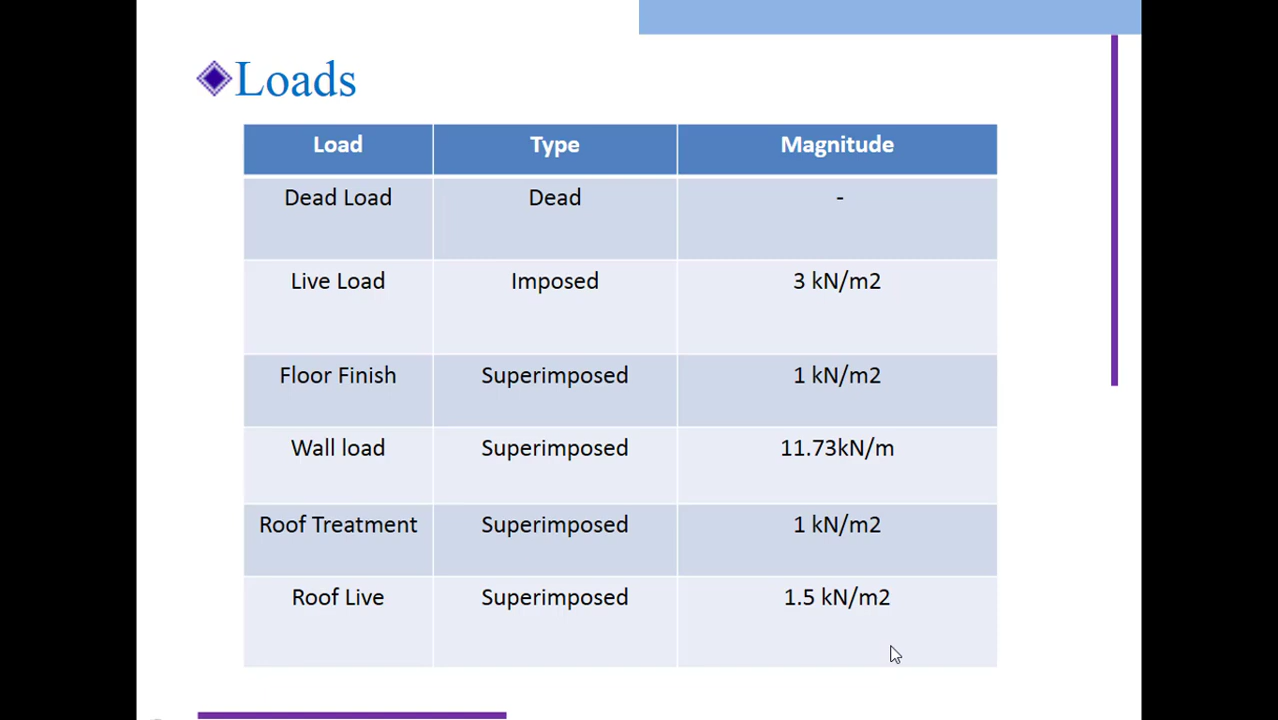 Loads
Load Type Magnitude
Dead Load Dead -
Live Load Imposed 3 kN/m2
Floor Finish Superimposed 1 kN/m2
Wall load Superimposed 11.73kN/m
Roof Treatment Superimposed 1 kN/m2
Roof Live Superimposed 1.5 kN/m2